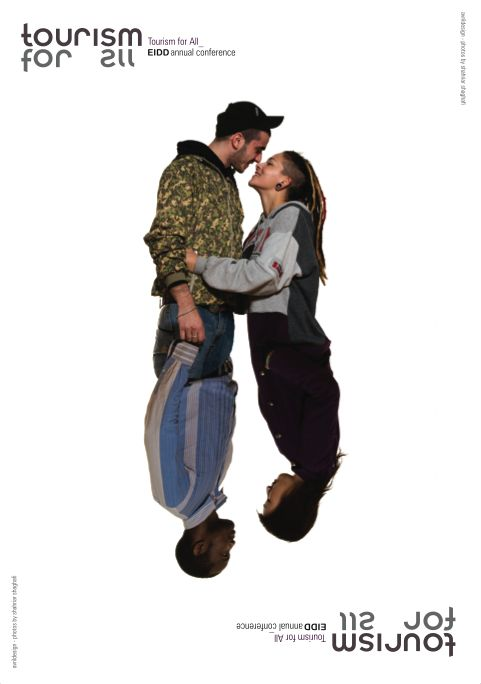 tourism
for all
Tourism for All_
EIDD annual conference
Tourism for All_
EIDD annual conference
tourism
for all